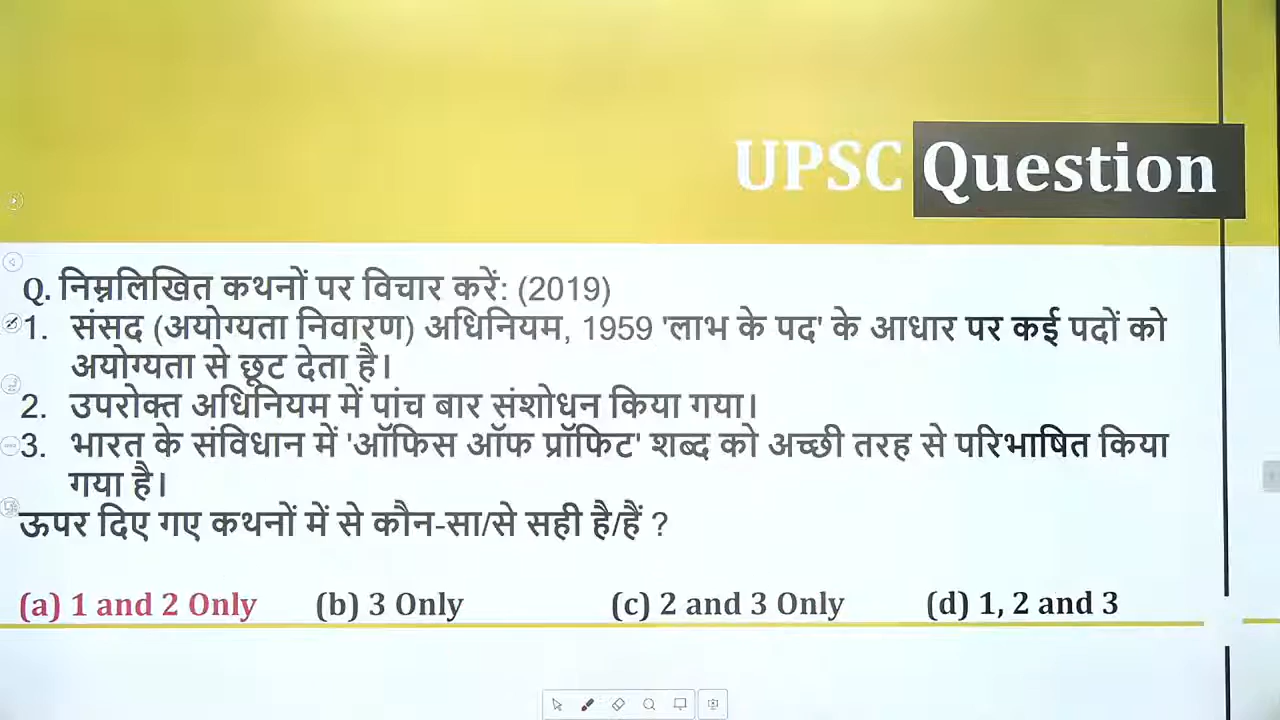 UPSC Question
Q. निम्नलिखित कथनों पर विचार करें: (2019)
1. संसद (अयोग्यता निवारण) अधिनियम, 1959 'लाभ के पद' के आधार पर कई पदों को
अयोग्यता से छूट देता है।
2. उपरोक्त अधिनियम में पांच बार संशोधन किया गया।
3. भारत के संविधान में 'ऑफिस ऑफ प्रॉफिट' शब्द को अच्छी तरह से परिभाषित किया
गया है।
ऊपर दिए गए कथनों में से कौन-सा/से सही है/हैं ?
(a) 1 and 2 Only (b) 3 Only (c) 2 and 3 Only (d) 1, 2 and 3